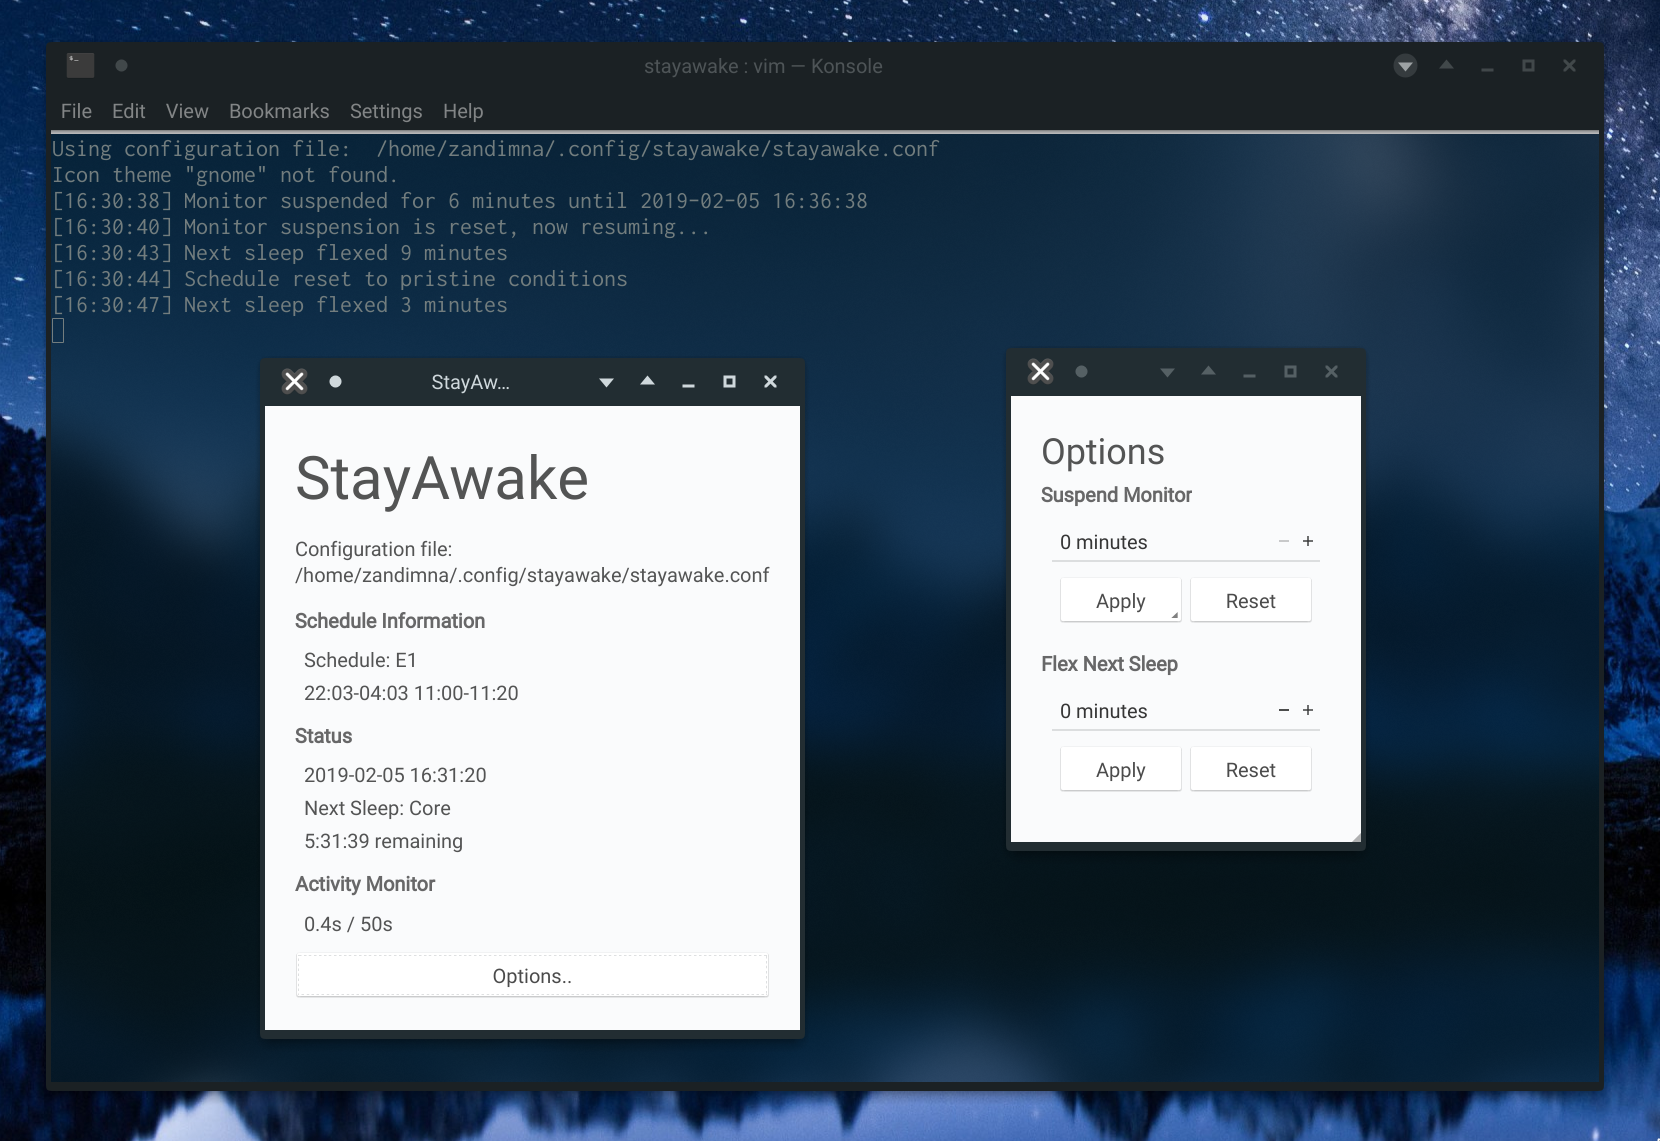 stayawake : vim — Konsole
File Edit View Bookmarks Settings Help
Using configuration file:  /home/zandimna/.config/stayawake/stayawake.conf
Icon theme "gnome" not found.
[16:30:38] Monitor suspended for 6 minutes until 2019-02-05 16:36:38
[16:30:40] Monitor suspension is reset, now resuming...
[16:30:43] Next sleep flexed 9 minutes
[16:30:44] Schedule reset to pristine conditions
[16:30:47] Next sleep flexed 3 minutes
StayAw...
StayAwake
Configuration file:
/home/zandimna/.config/stayawake/stayawake.conf
Schedule Information
Schedule: E1
22:03-04:03 11:00-11:20
Status
2019-02-05 16:31:20
Next Sleep: Core
5:31:39 remaining
Activity Monitor
0.4s / 50s
Options..
Options
Suspend Monitor
0 minutes − +
Apply Reset
Flex Next Sleep
0 minutes − +
Apply Reset